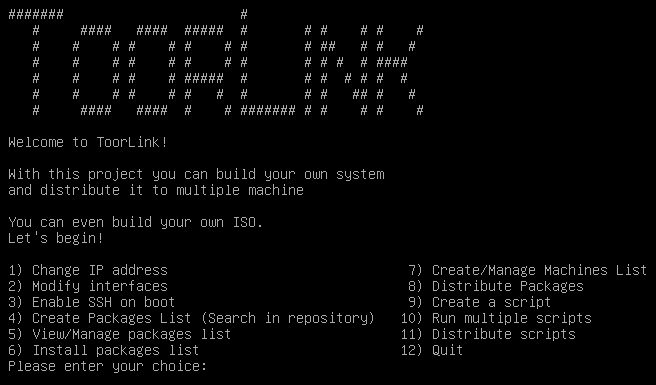 TOORLINK
Welcome to ToorLink!
With this project you can build your own system
and distribute it to multiple machine
You can even build your own ISO.
Let's begin!
1) Change IP address
2) Modify interfaces
3) Enable SSH on boot
4) Create Packages List (Search in repository)
5) View/Manage packages list
6) Install packages list
7) Create/Manage Machines List
8) Distribute Packages
9) Create a script
10) Run multiple scripts
11) Distribute scripts
12) Quit
Please enter your choice: